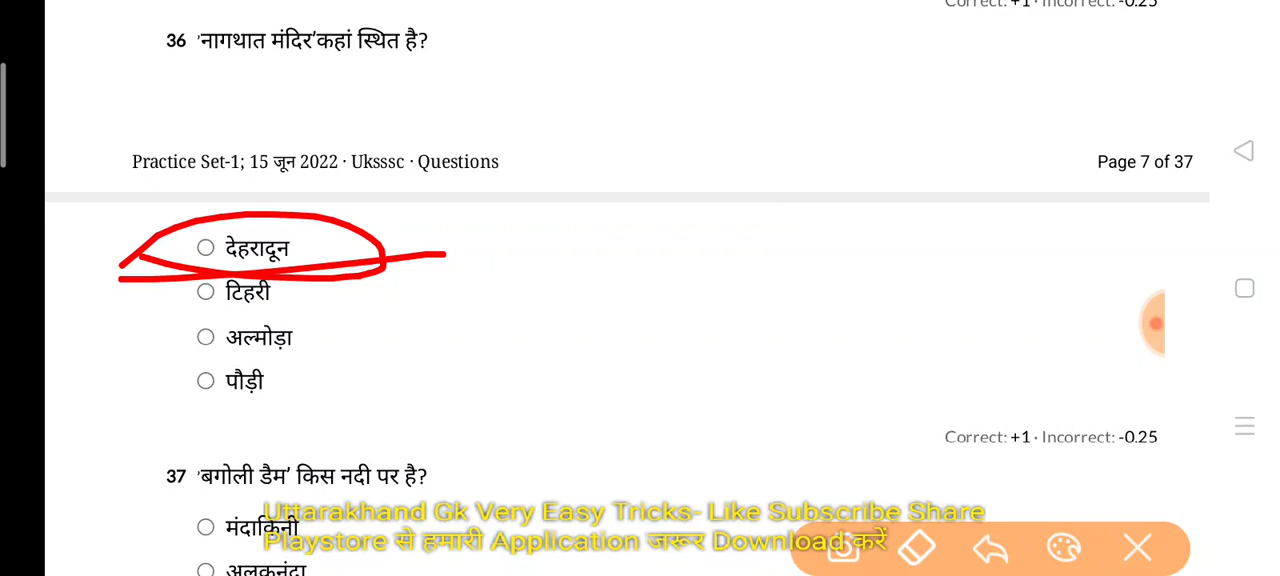 Correct: +1 · Incorrect: -0.25
36 'नागथात मंदिर'कहां स्थित है?
Practice Set-1; 15 जून 2022 · Uksssc · Questions
Page 7 of 37
देहरादून
टिहरी
अल्मोड़ा
पौड़ी
Correct: +1 · Incorrect: -0.25
37 'बगोली डैम' किस नदी पर है?
मंदाकिनी
Uttarakhand Gk Very Easy Tricks- Like Subscribe Share
Playstore से हमारी Application जरूर Download करें
अलकनंदा